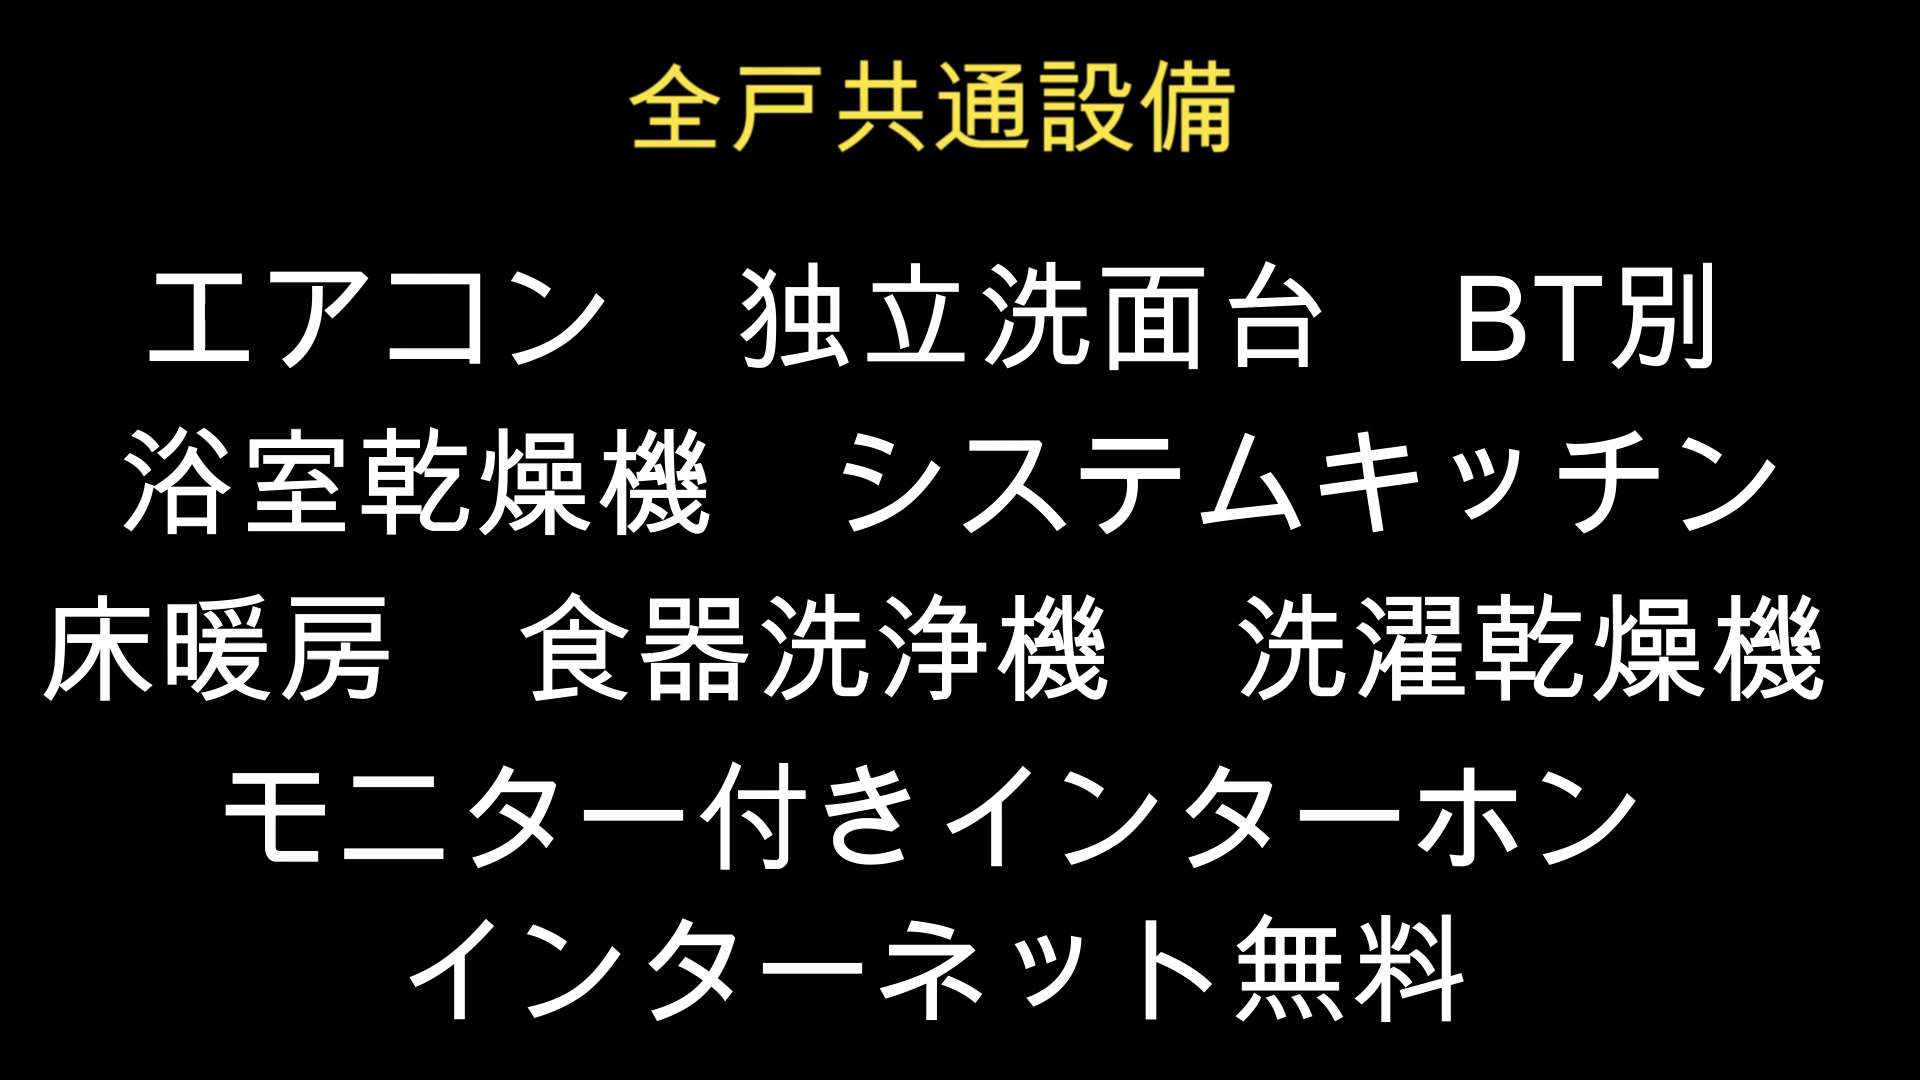 全戸共通設備
エアコン　独立洗面台　BT別
浴室乾燥機　システムキッチン
床暖房　食器洗浄機　洗濯乾燥機
モニター付きインターホン
インターネット無料